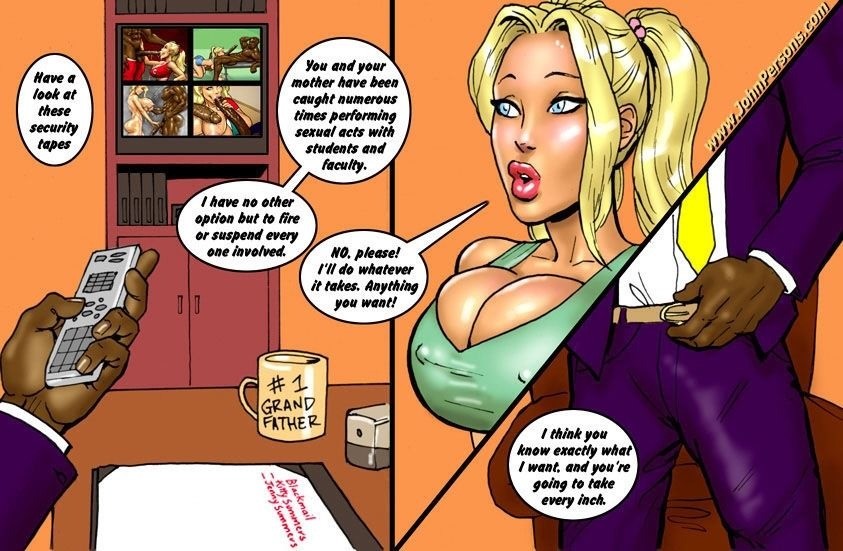 Have a
look at
these
security
tapes
You and your
mother have been
caught numerous
times performing
sexual acts with
students and
faculty.
I have no other
option but to fire
or suspend every
one involved.
NO, please!
I'll do whatever
it takes. Anything
you want!
www.JohnPersons.com
# 1
GRAND
FATHER
Blackmail
- Kitty Summers
- Jenny Summers
I think you
know exactly what
I want, and you're
going to take
every inch.